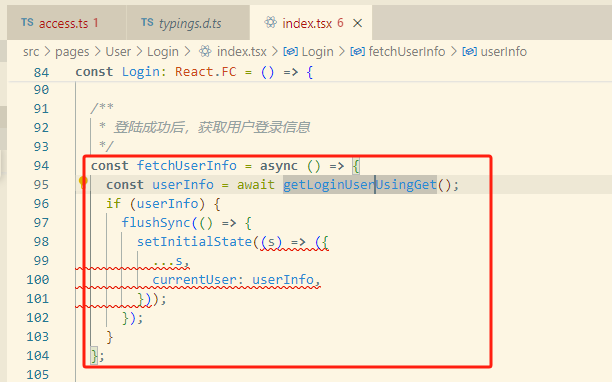 TS access.ts 1 TS typings.d.ts index.tsx 6 ×
src > pages > User > Login > index.tsx > Login > fetchUserInfo > userInfo
84 const Login: React.FC = () => {
90
91 /**
92 * 登陆成功后，获取用户登录信息
93 */
94 const fetchUserInfo = async () => {
95 const userInfo = await getLoginUserUsingGet();
96 if (userInfo) {
97 flushSync(() => {
98 setInitialState((s) => ({
99 ...s,
100 currentUser: userInfo,
101 }));
102 });
103 }
104 };
105